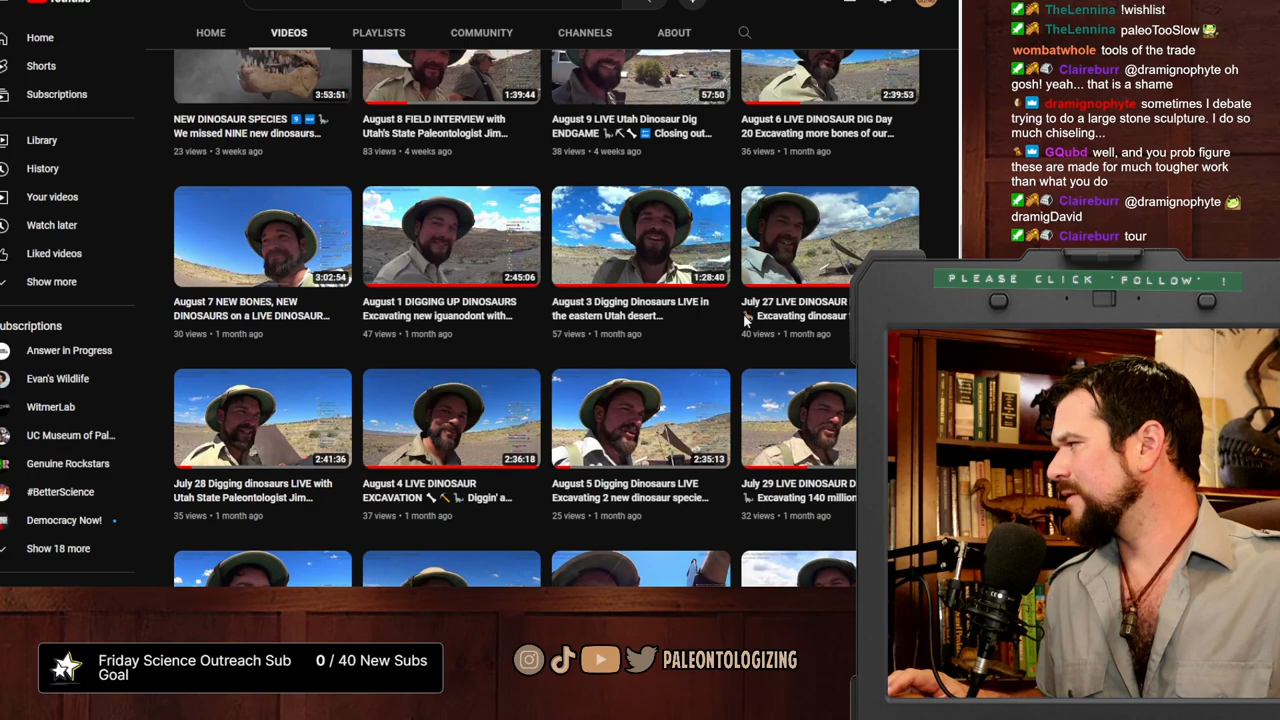 HOME
VIDEOS
PLAYLISTS
COMMUNITY
CHANNELS
ABOUT
Home
Shorts
Subscriptions
Library
History
Your videos
Watch later
Liked videos
Show more
ubscriptions
Answer in Progress
Evan's Wildlife
WitmerLab
UC Museum of Pal...
Genuine Rockstars
#BetterScience
Democracy Now!
Show 18 more
3:53:51
NEW DINOSAUR SPECIES
We missed NINE new dinosaurs...
23 views • 3 weeks ago
1:39:44
August 8 FIELD INTERVIEW with
Utah's State Paleontologist Jim...
83 views • 4 weeks ago
57:50
August 9 LIVE Utah Dinosaur Dig
ENDGAME Closing out...
38 views • 4 weeks ago
2:39:53
August 6 LIVE DINOSAUR DIG Day
20 Excavating more bones of our...
36 views • 1 month ago
3:02:54
August 7 NEW BONES, NEW
DINOSAURS on a LIVE DINOSAUR...
30 views • 1 month ago
2:45:06
August 1 DIGGING UP DINOSAURS
Excavating new iguanodont with...
47 views • 1 month ago
1:28:40
August 3 Digging Dinosaurs LIVE in
the eastern Utah desert...
57 views • 1 month ago
July 27 LIVE DINOSAUR
Excavating dinosaur
40 views • 1 month ago
2:41:36
July 28 Digging dinosaurs LIVE with
Utah State Paleontologist Jim...
35 views • 1 month ago
2:36:18
August 4 LIVE DINOSAUR
EXCAVATION Diggin' a...
37 views • 1 month ago
2:35:13
August 5 Digging Dinosaurs LIVE
Excavating 2 new dinosaur specie...
25 views • 1 month ago
July 29 LIVE DINOSAUR
Excavating 140 million
32 views • 1 month ago
TheLennina !wishlist
TheLennina paleoTooSlow
wombatwhole tools of the trade
Claireburr @dramignophyte oh
gosh! yeah... that is a shame
dramignophyte sometimes I debate
trying to do a large stone sculpture. I do so
much chiseling...
GQubd well, and you prob figure
these are made for much tougher work
than what you do
Claireburr @dramignophyte
dramigDavid
Claireburr tour
PLEASE CLICK 'FOLLOW' !
Friday Science Outreach Sub
Goal
0 / 40 New Subs
PALEONTOLOGIZING